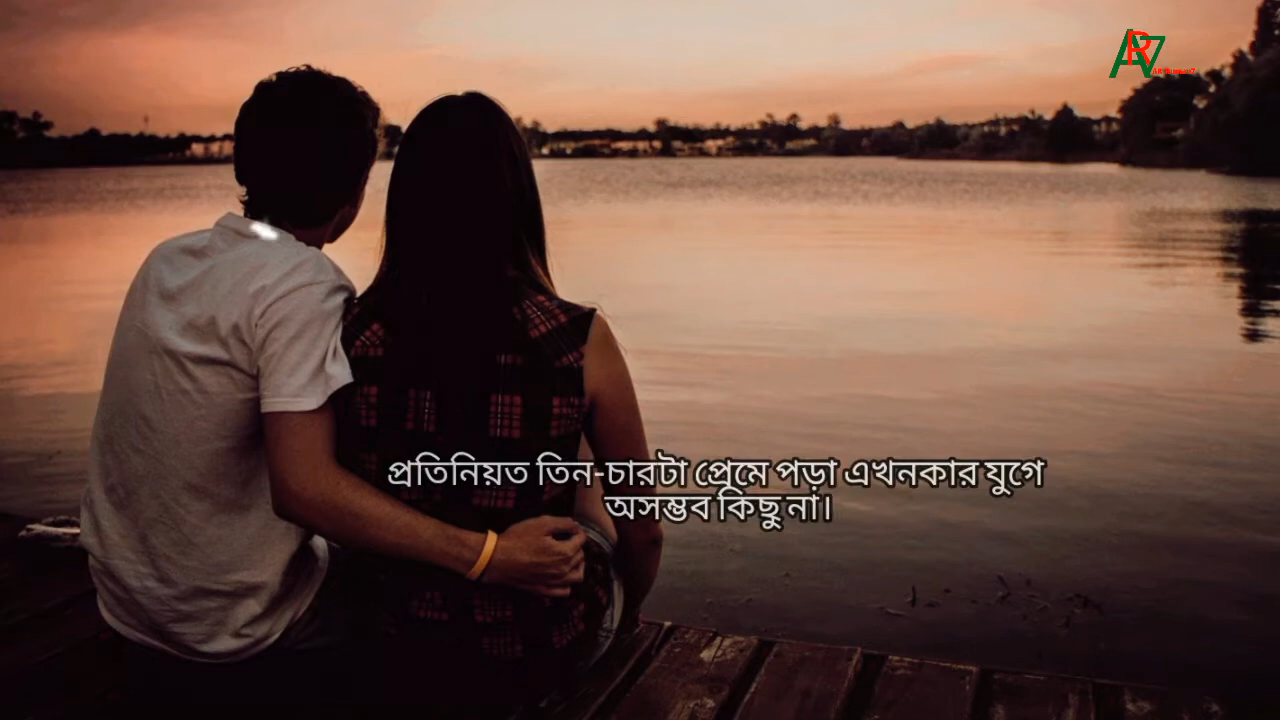 প্রতিনিয়ত তিন-চারটা প্রেমে পড়া এখনকার যুগে
অসম্ভব কিছু না।